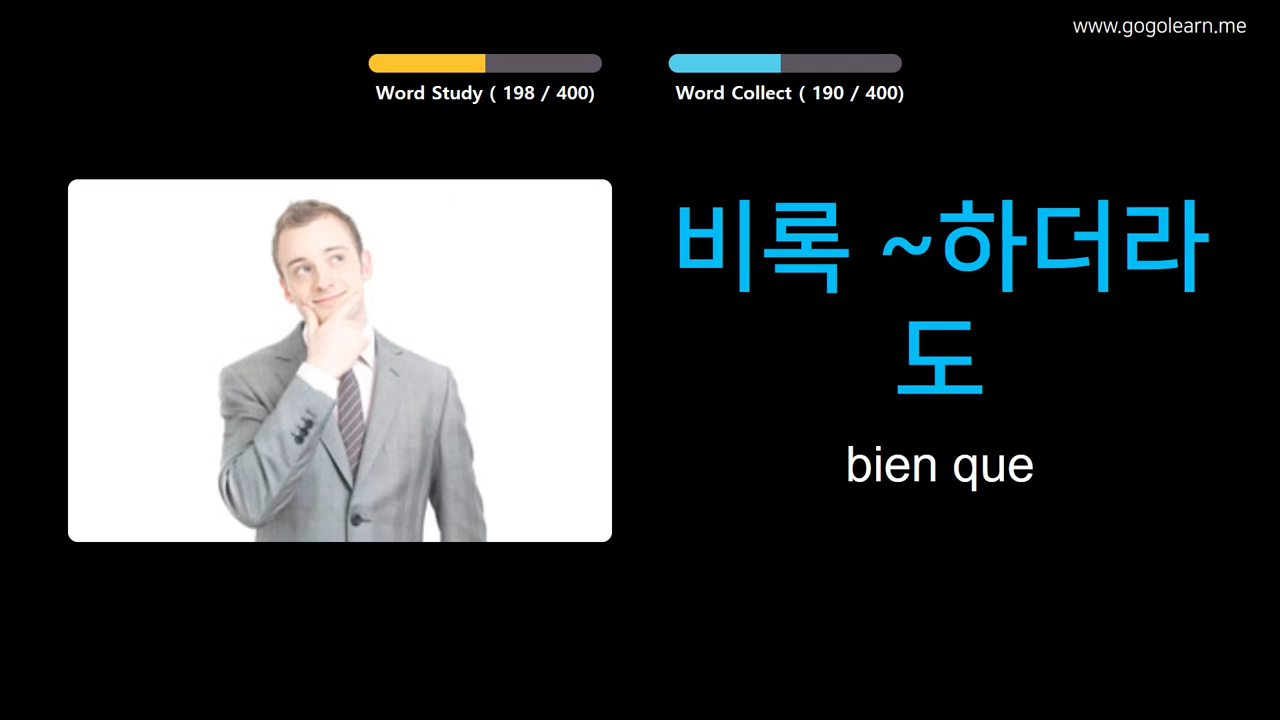 www.gogolearn.me
Word Study ( 198 / 400)
Word Collect ( 190 / 400)
비록 ~하더라
도
bien que